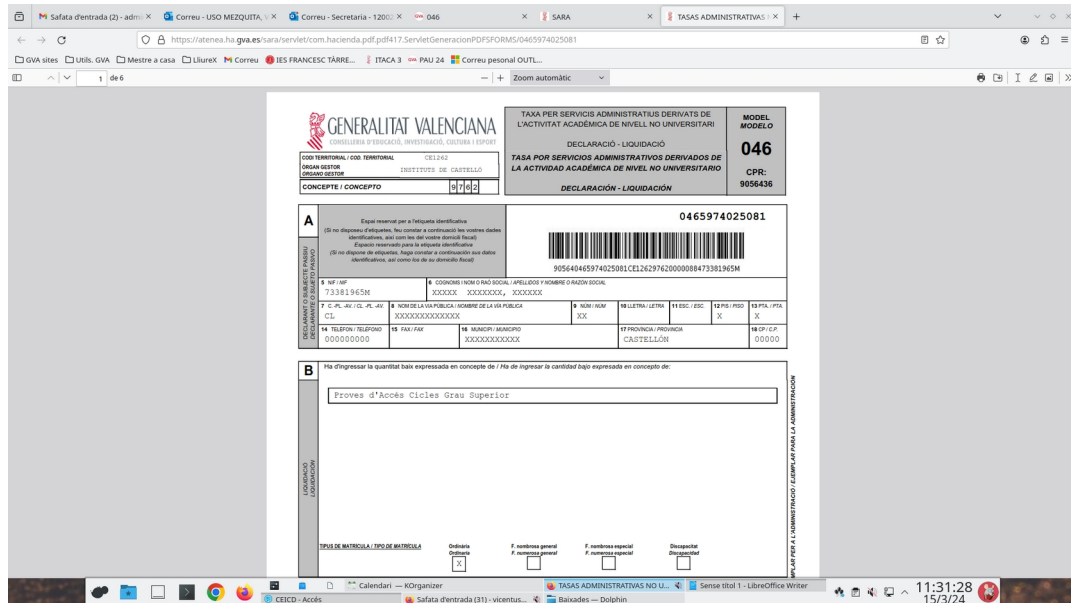 Safata d'entrada (2) - admi
Correu - USO MEZQUITA, V
Correu - Secretaria - 12002
046
SARA
TASAS ADMINISTRATIVAS N
https://atenea.ha.gva.es/sara/servlet/com.hacienda.pdf.pdf417.ServletGeneracionPDFSFORMS/0465974025081
GVA sites
Utils. GVA
Mestre a casa
LliureX
Correu
IES FRANCESC TÀRRE...
ITACA 3
PAU 24
Correu pesonal OUTL...
1 de 6
Zoom automàtic
GENERALITAT VALENCIANA
CONSELLERIA D'EDUCACIÓ, INVESTIGACIÓ, CULTURA I ESPORT
CODI TERRITORIAL / COD. TERRITORIAL CE1262
ÒRGAN GESTOR
ÓRGANO GESTOR
INSTITUTS DE CASTELLÓ
CONCEPTE / CONCEPTO 9762
TAXA PER SERVICIS ADMINISTRATIUS DERIVATS DE
L'ACTIVITAT ACADÈMICA DE NIVELL NO UNIVERSITARI
DECLARACIÓ - LIQUIDACIÓ
TASA POR SERVICIOS ADMINISTRATIVOS DERIVADOS DE
LA ACTIVIDAD ACADÉMICA DE NIVEL NO UNIVERSITARIO
DECLARACIÓN - LIQUIDACIÓN
MODEL
MODELO
046
CPR:
9056436
A
DECLARANT O SUBJECTE PASSIU
DECLARANTE O SUJETO PASIVO
Espai reservat per a l'etiqueta identificativa
(Si no disposeu d'etiquetes, feu constar a continuació les vostres dades
identificatives, així com les del vostre domicili fiscal)
Espacio reservado para la etiqueta identificativa
(Si no dispone de etiquetas, haga constar a continuación sus datos
identificativos, así como los de su domicilio fiscal)
0465974025081
90564046597402508​1CE12629762000008847338​1965M
5 NIF / NIF
73381965M
6 COGNOMS I NOM O RAÓ SOCIAL / APELLIDOS Y NOMBRE O RAZON SOCIAL
XXXXX XXXXXXX, XXXXXX
7 C.-PL.-AV. / CL.-PL.-AV.
CL
8 NOM DE LA VIA PÚBLICA / NOMBRE DE LA VÍA PÚBLICA
XXXXXXXXXXXXX
9 NÚM / NÚM
XX
10 LLETRA / LETRA
11 ESC. / ESC.
12 PIS / PISO
X
13 PTA. / PTA.
X
14 TELÈFON / TELÉFONO
000000000
15 FAX / FAX
16 MUNICIPI / MUNICIPIO
XXXXXXXXXXX
17 PROVINCIA / PROVINCIA
CASTELLÓN
18 CP / C.P.
00000
B
LIQUIDACIÓ
LIQUIDACIÓN
Ha d'ingressar la quantitat baix expressada en concepte de / Ha de ingresar la cantidad bajo expresada en concepto de:
Proves d'Accés Cicles Grau Superior
TIPUS DE MATRÍCULA / TIPO DE MATRÍCULA
Ordinària
Ordinaria
X
F. nombrosa general
F. numerosa general
F. nombrosa especial
F. numerosa especial
Discapacitat
Discapacidad
MPLAR PER A L'ADMINISTRACIÓ / EJEMPLAR PARA LA ADMINISTRACIÓN
Calendari — KOrganizer
TASAS ADMINISTRATIVAS NO U...
Sense títol 1 - LibreOffice Writer
CEICD - Accés
Safata d'entrada (31) - vicentus...
Baixades — Dolphin
11:31:28
15/3/24